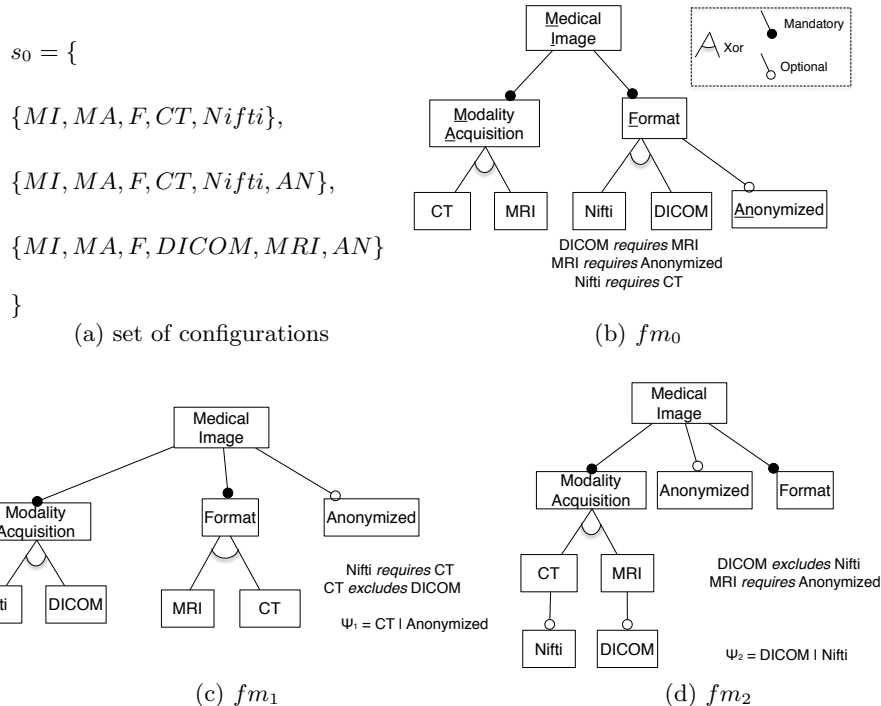 s₀ = {
{MI, MA, F, CT, Nifti},
{MI, MA, F, CT, Nifti, AN},
{MI, MA, F, DICOM, MRI, AN}
}
(a) set of configurations
Medical
Image
Xor
Mandatory
Optional
Modality
Acquisition
Format
CT
MRI
Nifti
DICOM
Anonymized
DICOM requires MRI
MRI requires Anonymized
Nifti requires CT
(b) fm₀
Medical
Image
Modality
Acquisition
Format
Anonymized
ti
DICOM
MRI
CT
Nifti requires CT
CT excludes DICOM
Ψ₁ = CT | Anonymized
(c) fm₁
Medical
Image
Modality
Acquisition
Anonymized
Format
CT
MRI
Nifti
DICOM
DICOM excludes Nifti
MRI requires Anonymized
Ψ₂ = DICOM | Nifti
(d) fm₂